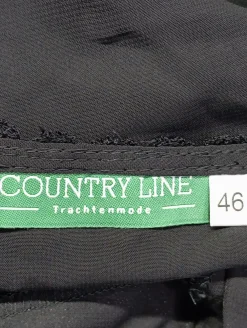 COUNTRY LINE
Trachtenmode
46